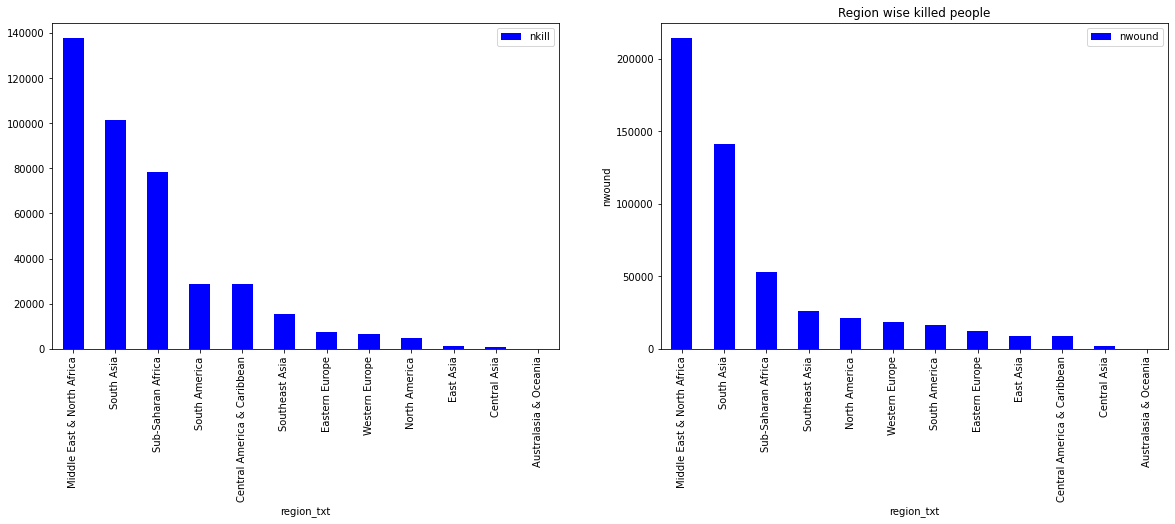 140000
120000
100000
80000
60000
40000
20000
0
nkill
Middle East & North Africa
South Asia
Sub-Saharan Africa
South America
Central America & Caribbean
Southeast Asia
Eastern Europe
Western Europe
North America
East Asia
Central Asia
Australasia & Oceania
region_txt
Region wise killed people
nwound
200000
150000
100000
50000
0
nwound
Middle East & North Africa
South Asia
Sub-Saharan Africa
Southeast Asia
North America
Western Europe
South America
Eastern Europe
East Asia
Central America & Caribbean
Central Asia
Australasia & Oceania
region_txt